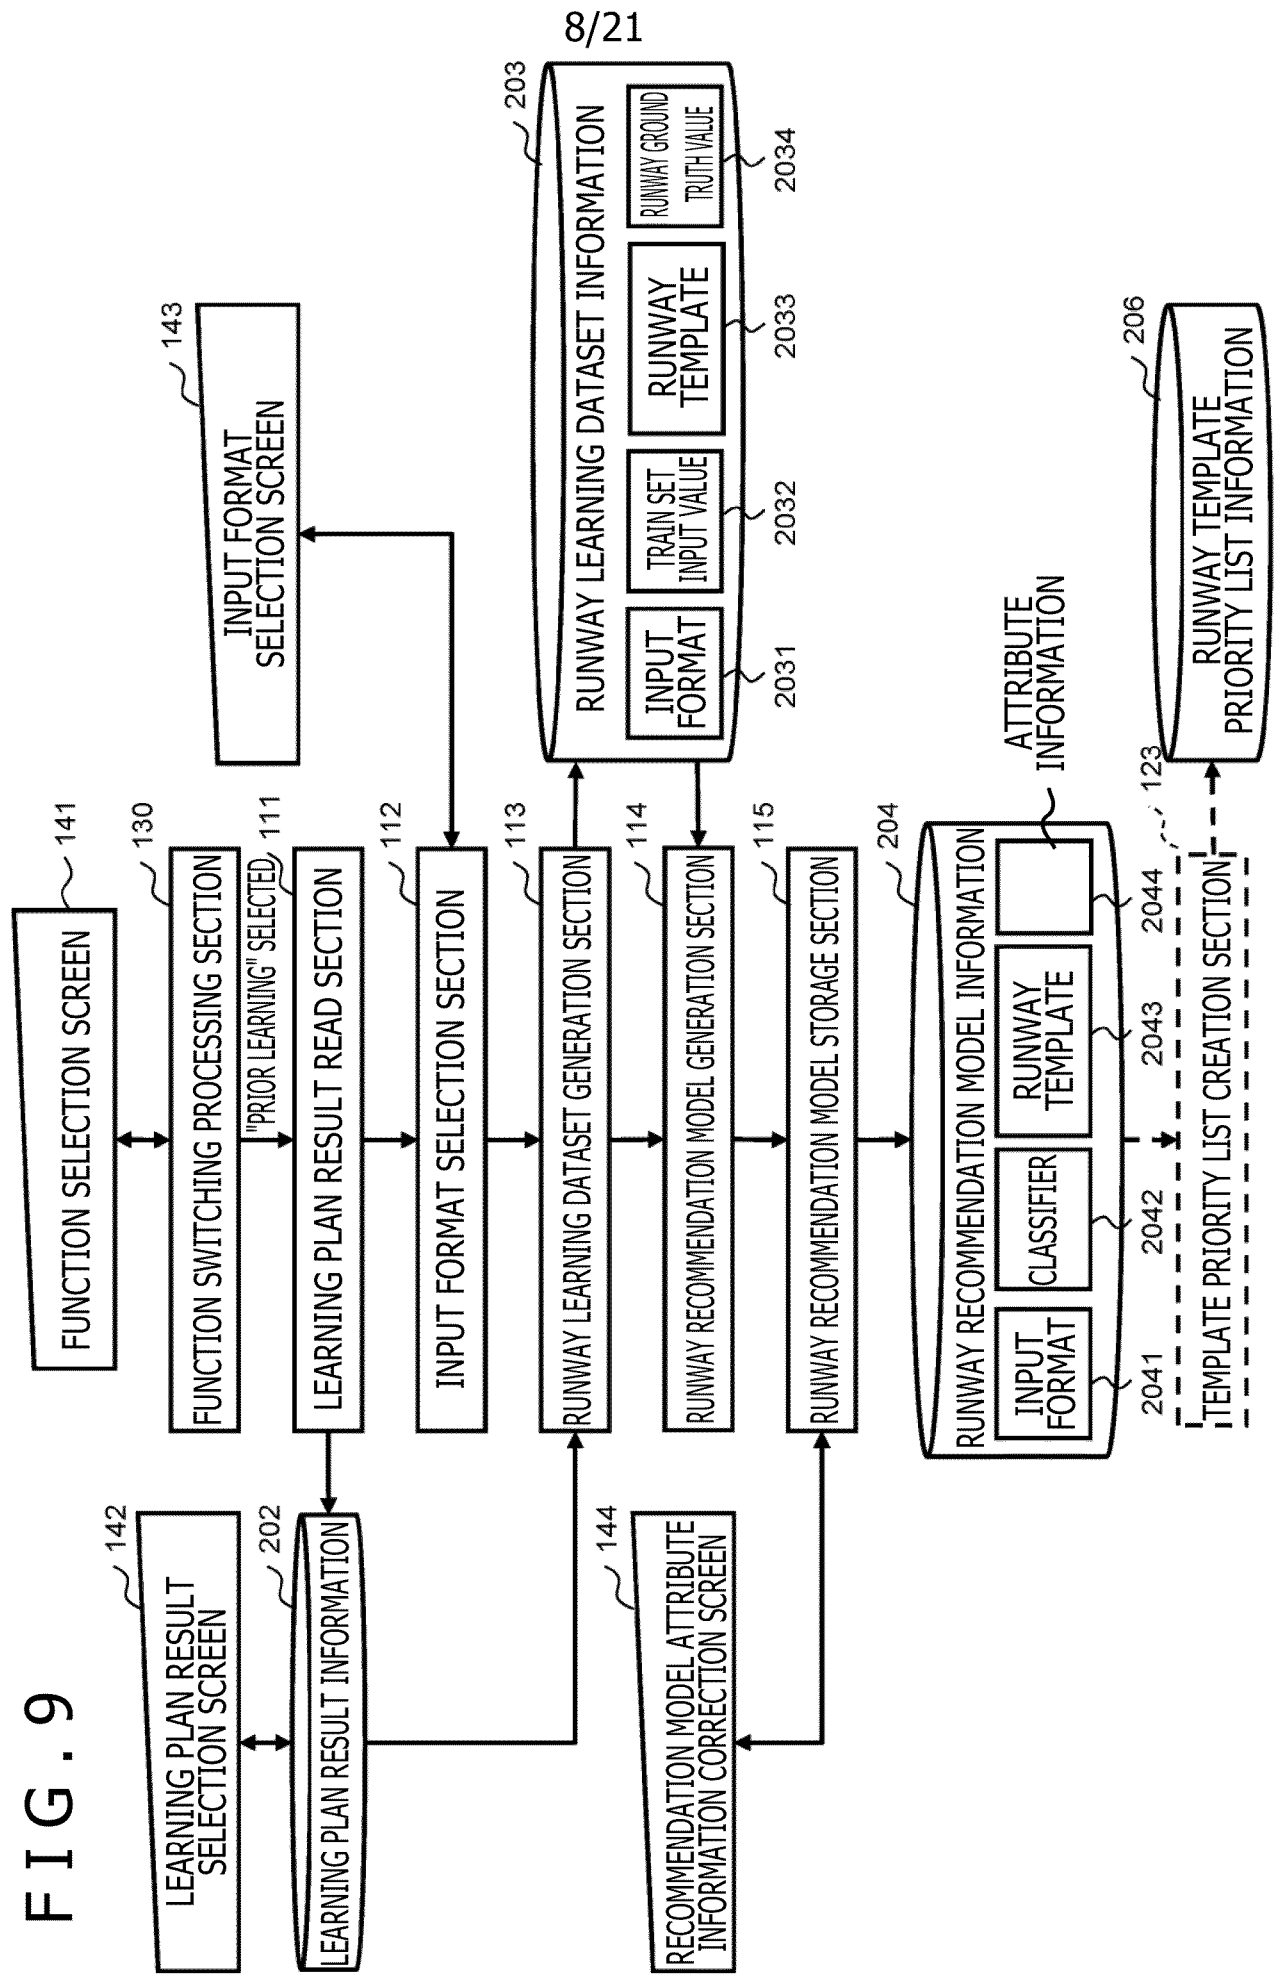 8/21
FIG.9
FUNCTION SELECTION SCREEN
141
FUNCTION SWITCHING PROCESSING SECTION
130
"PRIOR LEARNING" SELECTED
LEARNING PLAN RESULT
SELECTION SCREEN
142
LEARNING PLAN RESULT READ SECTION
111
INPUT FORMAT
SELECTION SCREEN
143
LEARNING PLAN RESULT INFORMATION
202
INPUT FORMAT SELECTION SECTION
112
RUNWAY LEARNING DATASET GENERATION SECTION
113
RUNWAY LEARNING DATASET INFORMATION
203
INPUT
FORMAT
2031
TRAIN SET
INPUT VALUE
2032
RUNWAY
TEMPLATE
2033
RUNWAY GROUND
TRUTH VALUE
2034
RUNWAY RECOMMENDATION MODEL GENERATION SECTION
114
RECOMMENDATION MODEL ATTRIBUTE
INFORMATION CORRECTION SCREEN
144
RUNWAY RECOMMENDATION MODEL STORAGE SECTION
115
RUNWAY RECOMMENDATION MODEL INFORMATION
204
INPUT
FORMAT
2041
CLASSIFIER
2042
RUNWAY
TEMPLATE
2043
2044
ATTRIBUTE
INFORMATION
TEMPLATE PRIORITY LIST CREATION SECTION
123
RUNWAY TEMPLATE
PRIORITY LIST INFORMATION
206